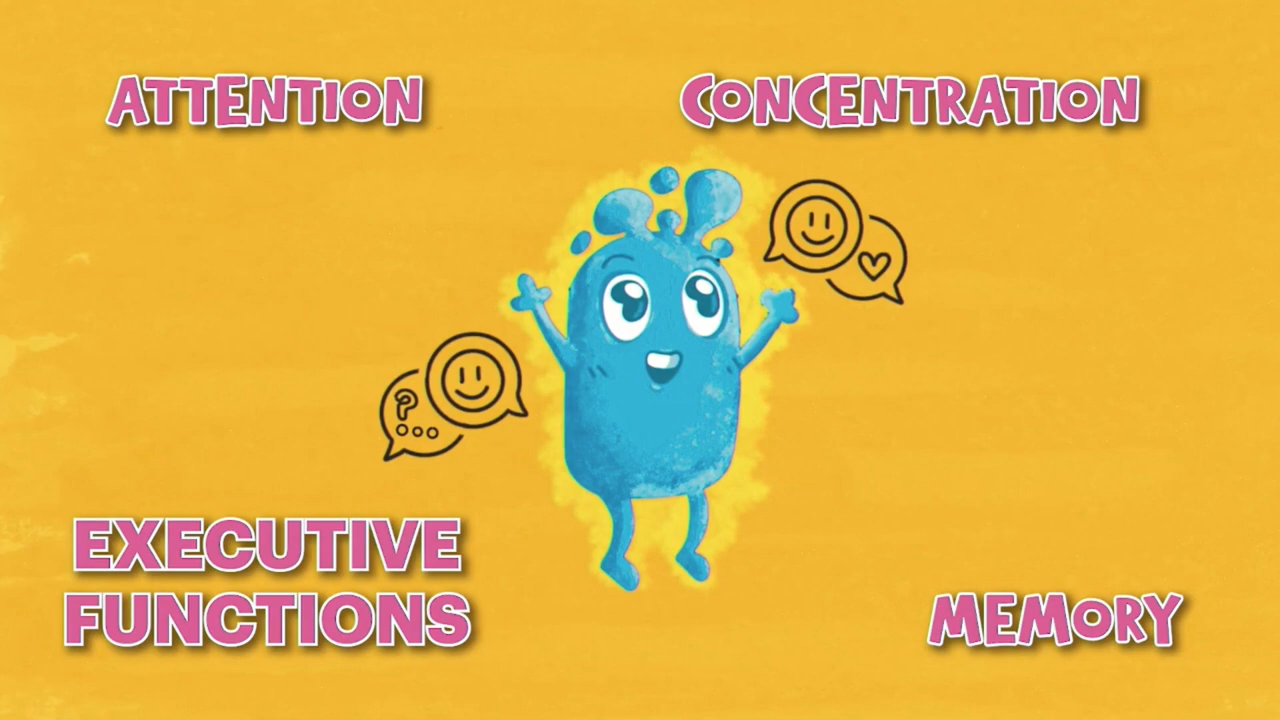 ATTENTION
CONCENTRATION
?
EXECUTIVE
FUNCTIONS
MEMORY